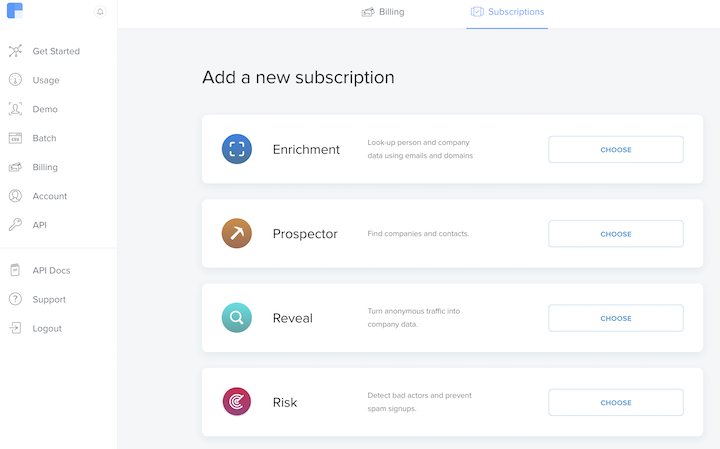 Billing
Subscriptions
Get Started
Usage
Demo
Batch
Billing
Account
API
API Docs
Support
Logout
Add a new subscription
Enrichment
Look-up person and company
data using emails and domains
CHOOSE
Prospector
Find companies and contacts.
CHOOSE
Reveal
Turn anonymous traffic into
company data.
CHOOSE
Risk
Detect bad actors and prevent
spam signups.
CHOOSE